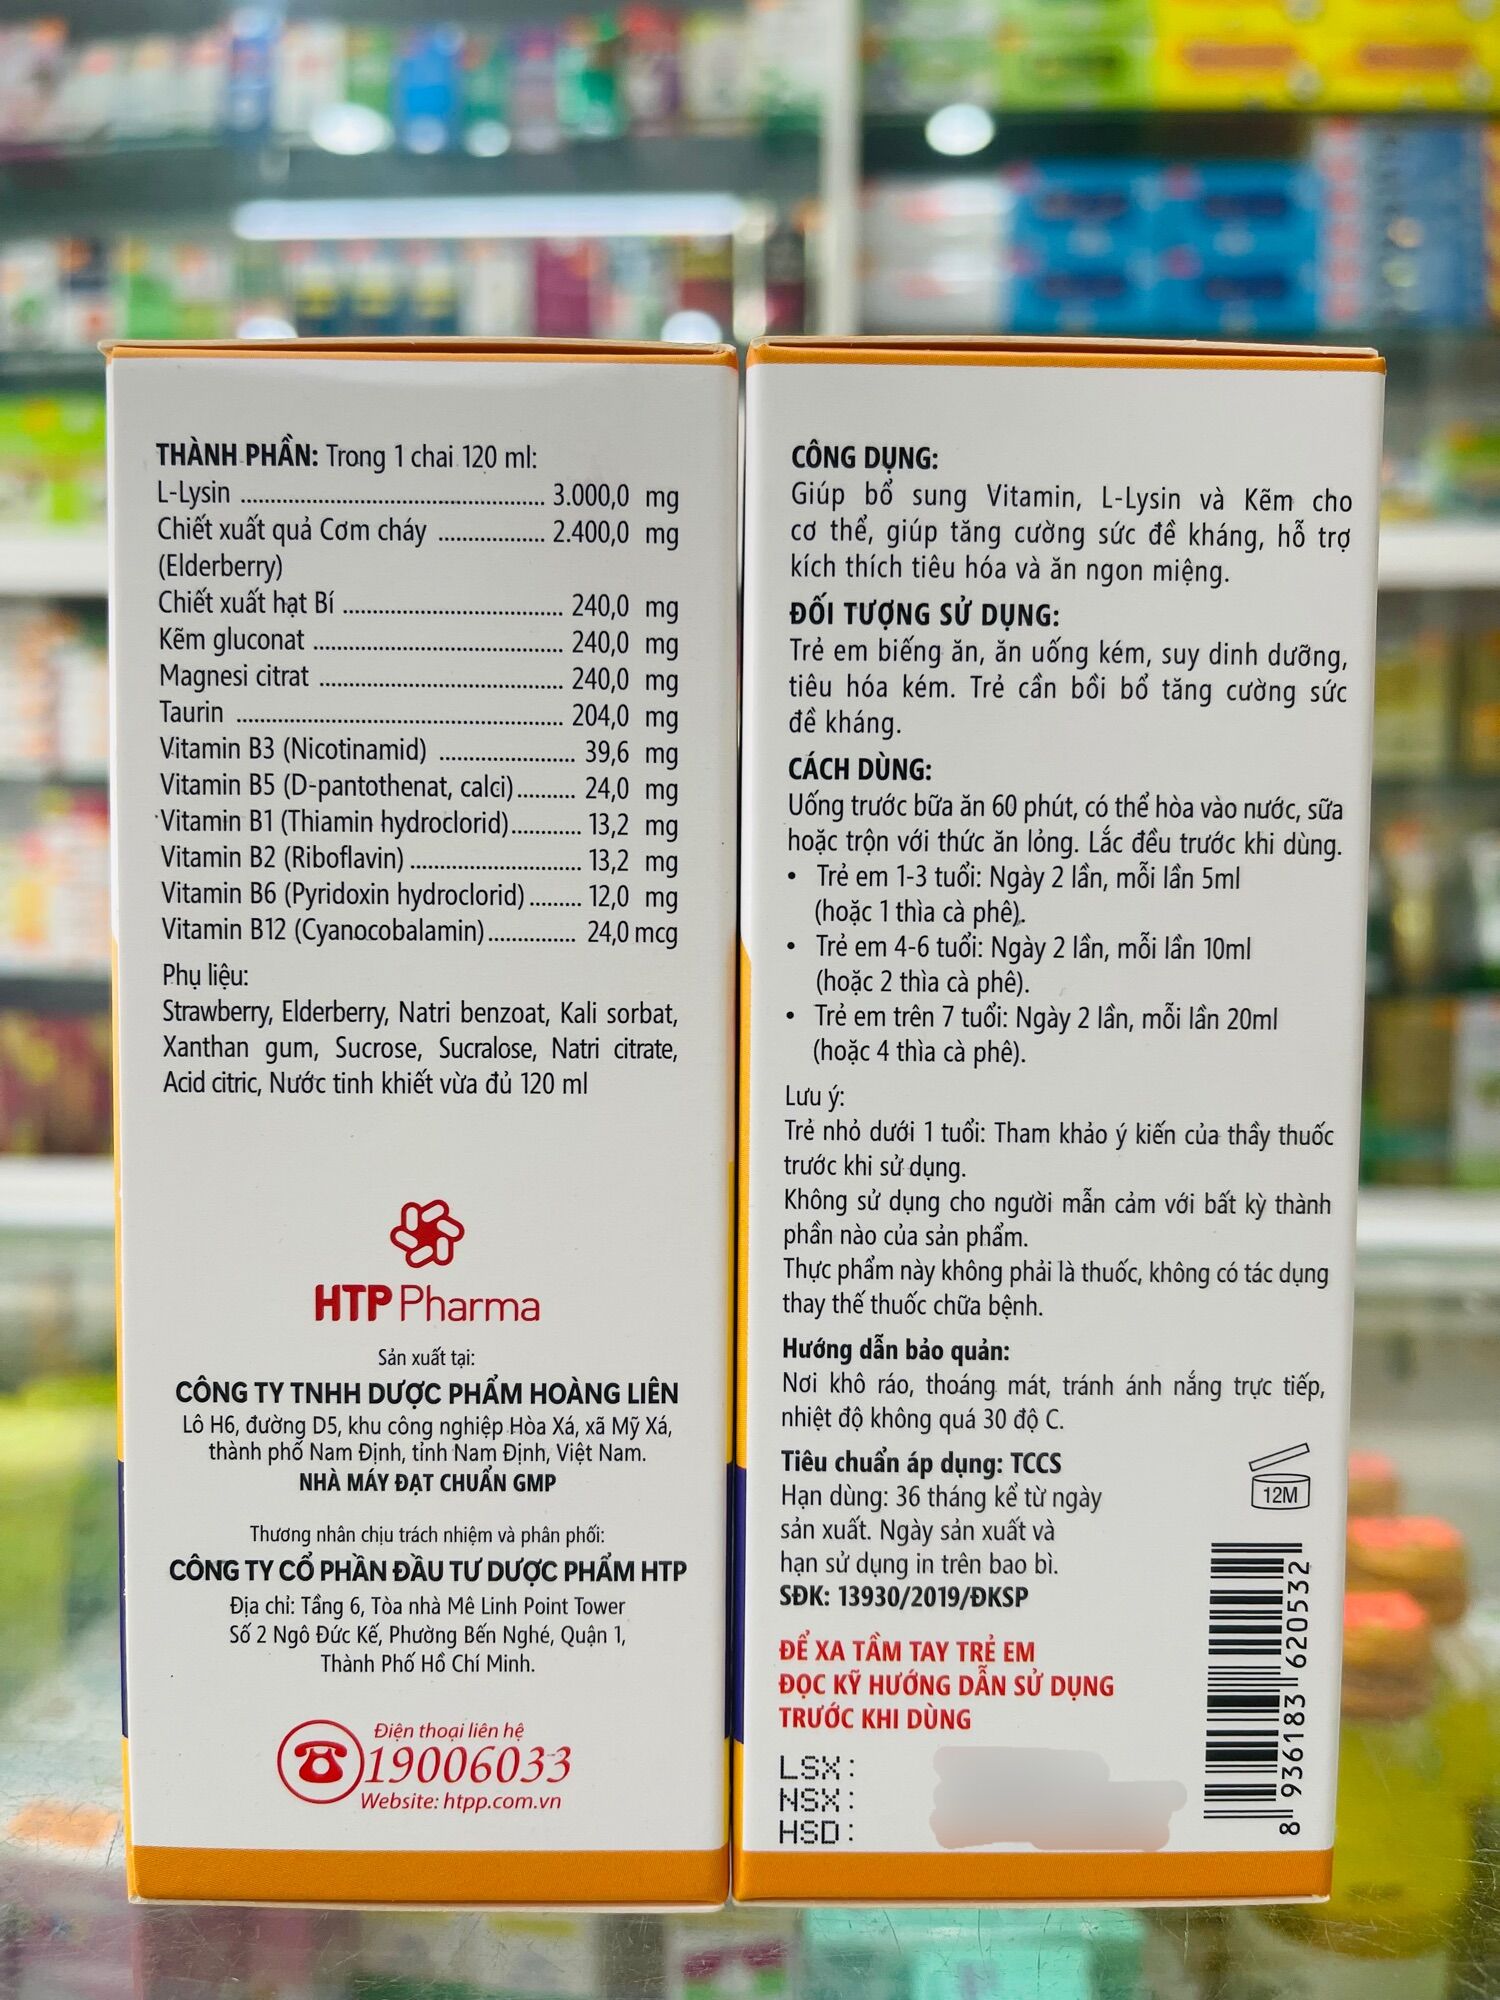 THÀNH PHẦN: Trong 1 chai 120 ml:
L-Lysin ............................................ 3.000,0 mg
Chiết xuất quả Cơm cháy ............... 2.400,0 mg
(Elderberry)
Chiết xuất hạt Bí ................................ 240,0 mg
Kẽm gluconat .................................... 240,0 mg
Magnesi citrat ................................... 240,0 mg
Taurin ............................................... 204,0 mg
Vitamin B3 (Nicotinamid) .................... 39,6 mg
Vitamin B5 (D-pantothenat, calci).......... 24,0 mg
Vitamin B1 (Thiamin hydroclorid)............ 13,2 mg
Vitamin B2 (Riboflavin) ......................... 13,2 mg
Vitamin B6 (Pyridoxin hydroclorid) ......... 12,0 mg
Vitamin B12 (Cyanocobalamin)............... 24,0 mcg
Phụ liệu:
Strawberry, Elderberry, Natri benzoat, Kali sorbat,
Xanthan gum, Sucrose, Sucralose, Natri citrate,
Acid citric, Nước tinh khiết vừa đủ 120 ml
HTP Pharma
Sản xuất tại:
CÔNG TY TNHH DƯỢC PHẨM HOÀNG LIÊN
Lô H6, đường D5, khu công nghiệp Hòa Xá, xã Mỹ Xá,
thành phố Nam Định, tỉnh Nam Định, Việt Nam.
NHÀ MÁY ĐẠT CHUẨN GMP
Thương nhân chịu trách nhiệm và phân phối:
CÔNG TY CỔ PHẦN ĐẦU TƯ DƯỢC PHẨM HTP
Địa chỉ: Tầng 6, Tòa nhà Mê Linh Point Tower
Số 2 Ngô Đức Kế, Phường Bến Nghé, Quận 1,
Thành Phố Hồ Chí Minh.
Điện thoại liên hệ
19006033
Website: htpp.com.vn
CÔNG DỤNG:
Giúp bổ sung Vitamin, L-Lysin và Kẽm cho
cơ thể, giúp tăng cường sức đề kháng, hỗ trợ
kích thích tiêu hóa và ăn ngon miệng.
ĐỐI TƯỢNG SỬ DỤNG:
Trẻ em biếng ăn, ăn uống kém, suy dinh dưỡng,
tiêu hóa kém. Trẻ cần bồi bổ tăng cường sức
đề kháng.
CÁCH DÙNG:
Uống trước bữa ăn 60 phút, có thể hòa vào nước, sữa
hoặc trộn với thức ăn lỏng. Lắc đều trước khi dùng.
• Trẻ em 1-3 tuổi: Ngày 2 lần, mỗi lần 5ml
(hoặc 1 thìa cà phê).
• Trẻ em 4-6 tuổi: Ngày 2 lần, mỗi lần 10ml
(hoặc 2 thìa cà phê).
• Trẻ em trên 7 tuổi: Ngày 2 lần, mỗi lần 20ml
(hoặc 4 thìa cà phê).
Lưu ý:
Trẻ nhỏ dưới 1 tuổi: Tham khảo ý kiến của thầy thuốc
trước khi sử dụng.
Không sử dụng cho người mẫn cảm với bất kỳ thành
phần nào của sản phẩm.
Thực phẩm này không phải là thuốc, không có tác dụng
thay thế thuốc chữa bệnh.
Hướng dẫn bảo quản:
Nơi khô ráo, thoáng mát, tránh ánh nắng trực tiếp,
nhiệt độ không quá 30 độ C.
Tiêu chuẩn áp dụng: TCCS
Hạn dùng: 36 tháng kể từ ngày
sản xuất. Ngày sản xuất và
hạn sử dụng in trên bao bì.
SĐK: 13930/2019/ĐKSP
12M
ĐỂ XA TẦM TAY TRẺ EM
ĐỌC KỸ HƯỚNG DẪN SỬ DỤNG
TRƯỚC KHI DÙNG
LSX:
NSX:
HSD:
8 936183 620532